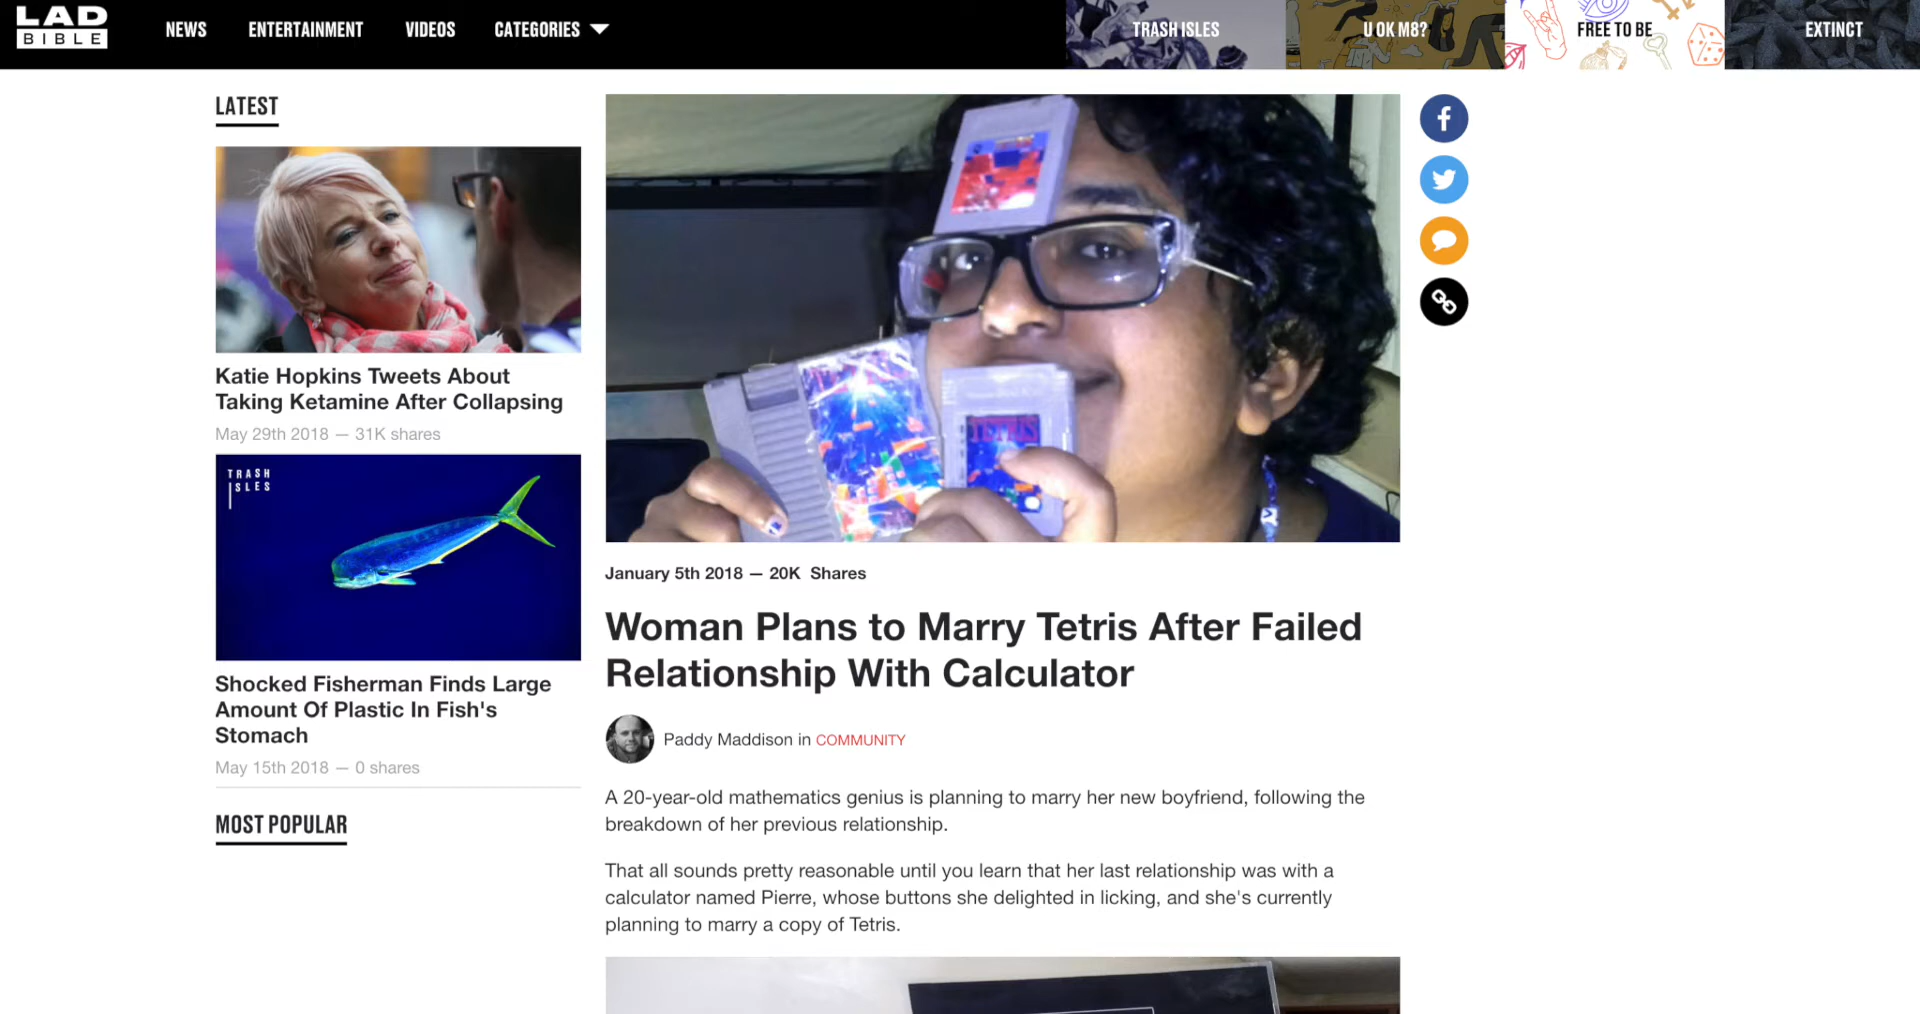 LAD
BIBLE
NEWS
ENTERTAINMENT
VIDEOS
CATEGORIES
TRASH ISLES
U OK M8?
FREE TO BE
EXTINCT
LATEST
Katie Hopkins Tweets About
Taking Ketamine After Collapsing
May 29th 2018 — 31K shares
TRASH
ISLES
Shocked Fisherman Finds Large
Amount Of Plastic In Fish's
Stomach
May 15th 2018 — 0 shares
MOST POPULAR
TETRIS
January 5th 2018 — 20K Shares
Woman Plans to Marry Tetris After Failed
Relationship With Calculator
Paddy Maddison in COMMUNITY
A 20-year-old mathematics genius is planning to marry her new boyfriend, following the
breakdown of her previous relationship.
That all sounds pretty reasonable until you learn that her last relationship was with a
calculator named Pierre, whose buttons she delighted in licking, and she's currently
planning to marry a copy of Tetris.